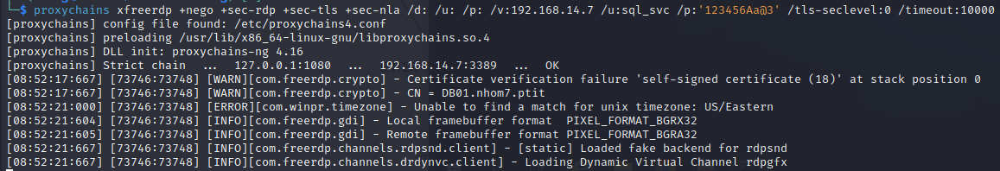 └─$ proxychains xfreerdp +nego +sec-rdp +sec-tls +sec-nla /d: /u: /p: /v:192.168.14.7 /u:sql_svc /p:'123456Aa@3' /tls-seclevel:0 /timeout:10000
[proxychains] config file found: /etc/proxychains4.conf
[proxychains] preloading /usr/lib/x86_64-linux-gnu/libproxychains.so.4
[proxychains] DLL init: proxychains-ng 4.16
[proxychains] Strict chain  ...  127.0.0.1:1080  ...  192.168.14.7:3389  ...  OK
[08:52:17:667] [73746:73748] [WARN][com.freerdp.crypto] - Certificate verification failure 'self-signed certificate (18)' at stack position 0
[08:52:17:667] [73746:73748] [WARN][com.freerdp.crypto] - CN = DB01.nhom7.ptit
[08:52:21:000] [73746:73748] [ERROR][com.winpr.timezone] - Unable to find a match for unix timezone: US/Eastern
[08:52:21:604] [73746:73748] [INFO][com.freerdp.gdi] - Local framebuffer format  PIXEL_FORMAT_BGRX32
[08:52:21:605] [73746:73748] [INFO][com.freerdp.gdi] - Remote framebuffer format PIXEL_FORMAT_BGRA32
[08:52:21:667] [73746:73748] [INFO][com.freerdp.channels.rdpsnd.client] - [static] Loaded fake backend for rdpsnd
[08:52:21:667] [73746:73748] [INFO][com.freerdp.channels.drdynvc.client] - Loading Dynamic Virtual Channel rdpgfx